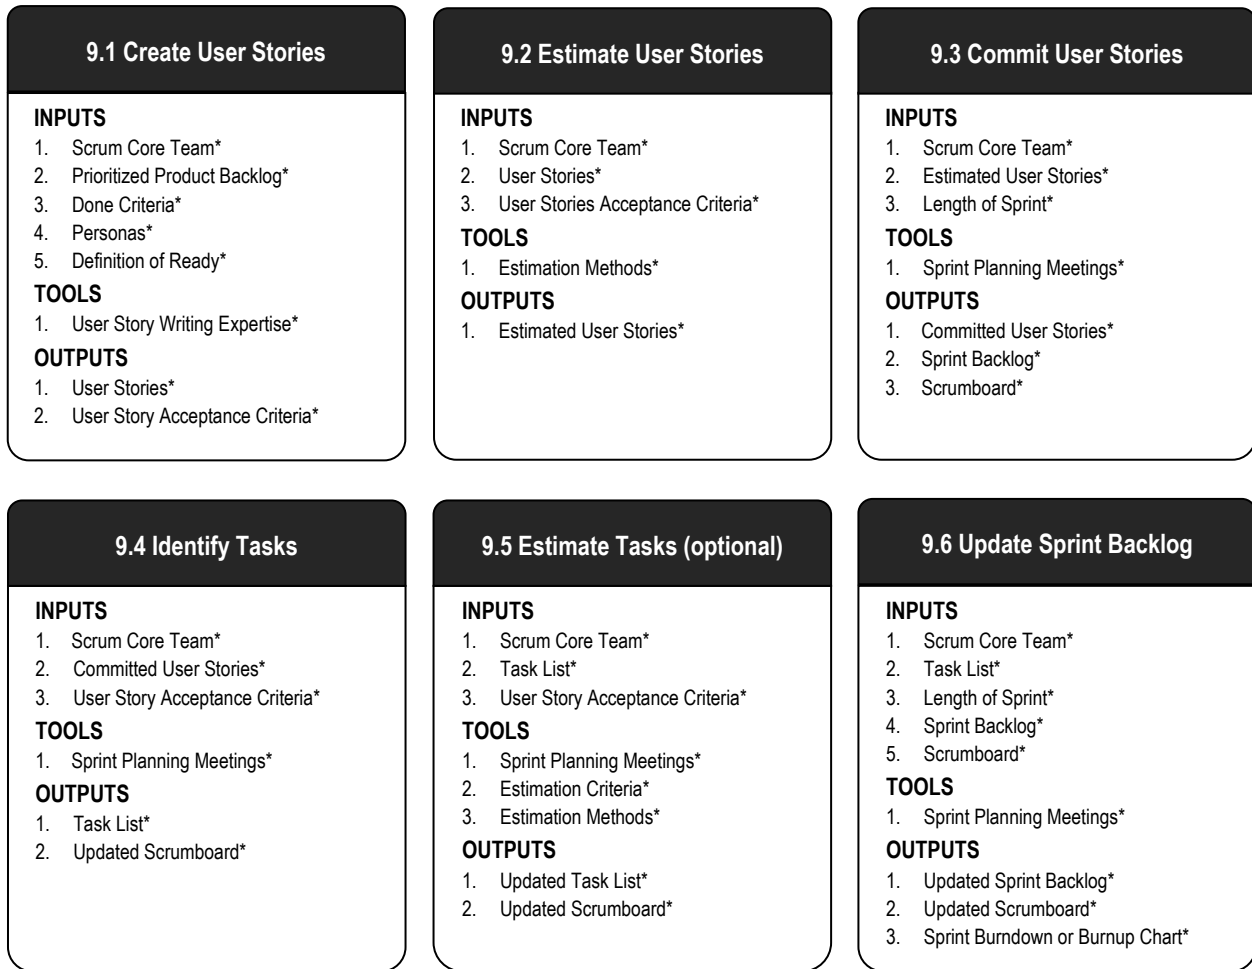 9.1 Create User Stories
INPUTS
1. Scrum Core Team*
2. Prioritized Product Backlog*
3. Done Criteria*
4. Personas*
5. Definition of Ready*
TOOLS
1. User Story Writing Expertise*
OUTPUTS
1. User Stories*
2. User Story Acceptance Criteria*
9.2 Estimate User Stories
INPUTS
1. Scrum Core Team*
2. User Stories*
3. User Stories Acceptance Criteria*
TOOLS
1. Estimation Methods*
OUTPUTS
1. Estimated User Stories*
9.3 Commit User Stories
INPUTS
1. Scrum Core Team*
2. Estimated User Stories*
3. Length of Sprint*
TOOLS
1. Sprint Planning Meetings*
OUTPUTS
1. Committed User Stories*
2. Sprint Backlog*
3. Scrumboard*
9.4 Identify Tasks
INPUTS
1. Scrum Core Team*
2. Committed User Stories*
3. User Story Acceptance Criteria*
TOOLS
1. Sprint Planning Meetings*
OUTPUTS
1. Task List*
2. Updated Scrumboard*
9.5 Estimate Tasks (optional)
INPUTS
1. Scrum Core Team*
2. Task List*
3. User Story Acceptance Criteria*
TOOLS
1. Sprint Planning Meetings*
2. Estimation Criteria*
3. Estimation Methods*
OUTPUTS
1. Updated Task List*
2. Updated Scrumboard*
9.6 Update Sprint Backlog
INPUTS
1. Scrum Core Team*
2. Task List*
3. Length of Sprint*
4. Sprint Backlog*
5. Scrumboard*
TOOLS
1. Sprint Planning Meetings*
OUTPUTS
1. Updated Sprint Backlog*
2. Updated Scrumboard*
3. Sprint Burndown or Burnup Chart*